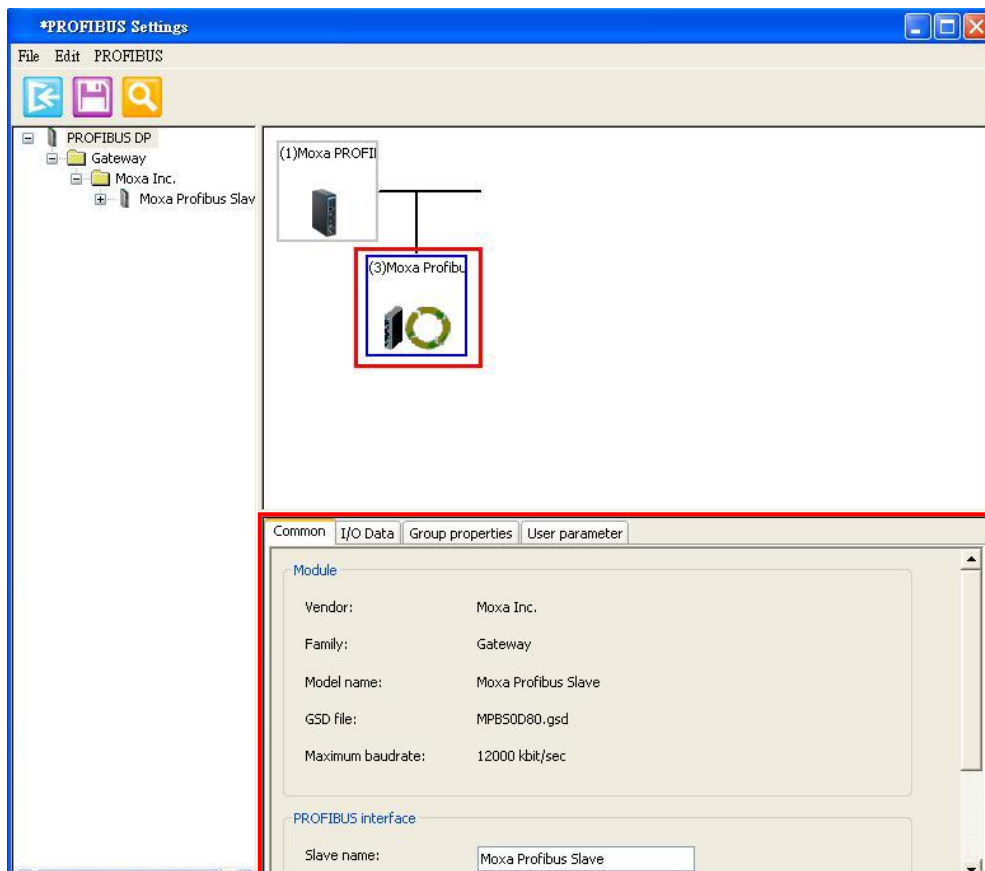 *PROFIBUS Settings
File Edit PROFIBUS
PROFIBUS DP
Gateway
Moxa Inc.
Moxa Profibus Slav
(1)Moxa PROFI
(3)Moxa Profibu
Common I/O Data Group properties User parameter
Module
Vendor: Moxa Inc.
Family: Gateway
Model name: Moxa Profibus Slave
GSD file: MPBS0D80.gsd
Maximum baudrate: 12000 kbit/sec
PROFIBUS interface
Slave name: Moxa Profibus Slave